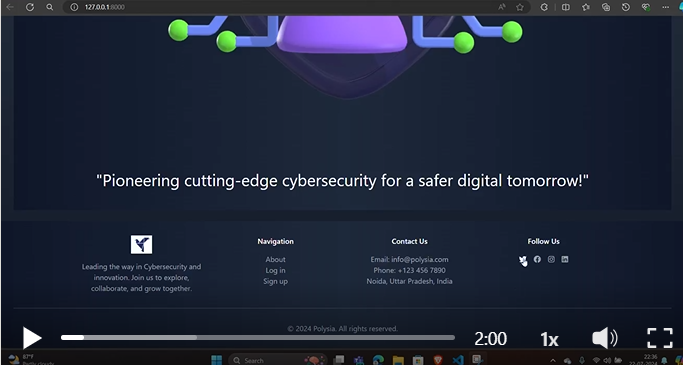 127.0.0.1:8000
"Pioneering cutting-edge cybersecurity for a safer digital tomorrow!"
Leading the way in Cybersecurity and
innovation. Join us to explore,
collaborate, and grow together.
Navigation
About
Log in
Sign up
Contact Us
Email: info@polysia.com
Phone: +123 456 7890
Noida, Uttar Pradesh, India
Follow Us
© 2024 Polysia. All rights reserved.
2:00
1x
87°F
Search
22:36
22-07-2024